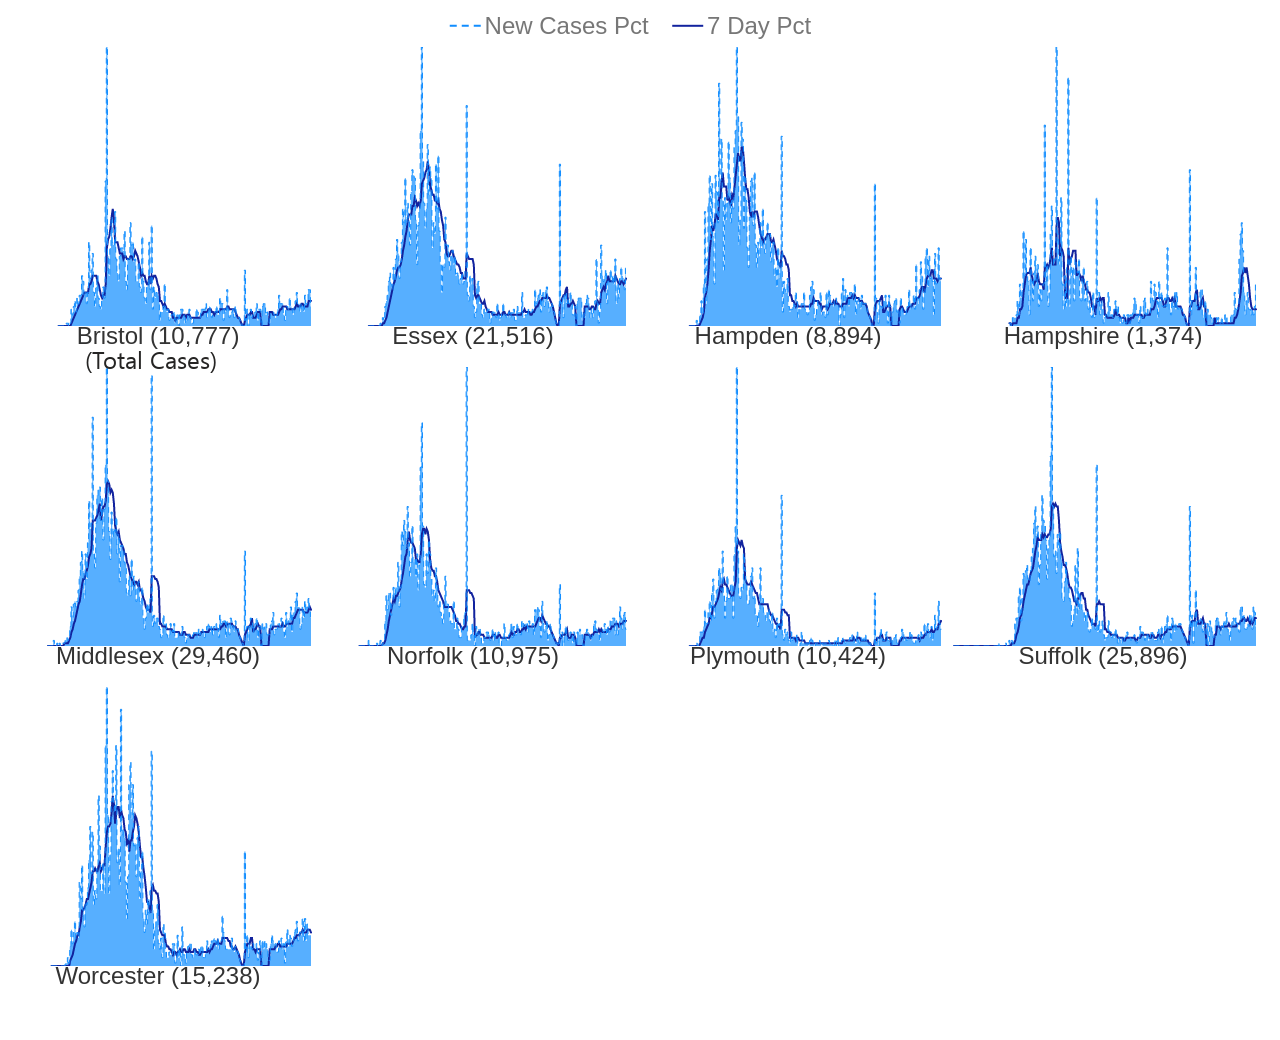 New Cases Pct 7 Day Pct
Bristol (10,777) Essex (21,516) Hampden (8,894) Hampshire (1,374)
(Total Cases)
Middlesex (29,460) Norfolk (10,975) Plymouth (10,424) Suffolk (25,896)
Worcester (15,238)